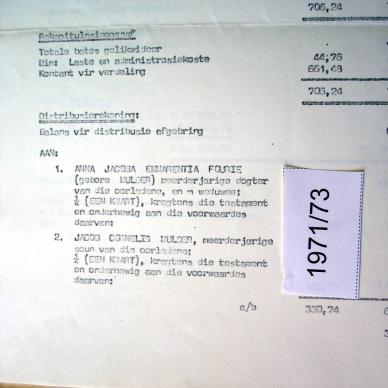 706,24
Rekapitulasiestaat
Totale bates gelikwideer
Min: Laste en administrasiekoste 44,76
Kontant vir verdeling 661,48
706,24
Distribusierekening:
Balans vir distribusie afgebring
AAN:
1. ANNA JACOBA EMMARENTIA FOURIE
(gebore MULDER) meerderjarige dogter
van die oorledene, en 'n weduwee;
¼ (EEN KWART), kragtens die testament
en onderhewig aan die voorwaardes
daarvan:
2. JACOB CORNELIS MULDER, meerderjarige
seun van die oorledene;
¼ (EEN KWART), kragtens die testament
en onderhewig aan die voorwaardes
daarvan:
c/b 330,74
1971/73